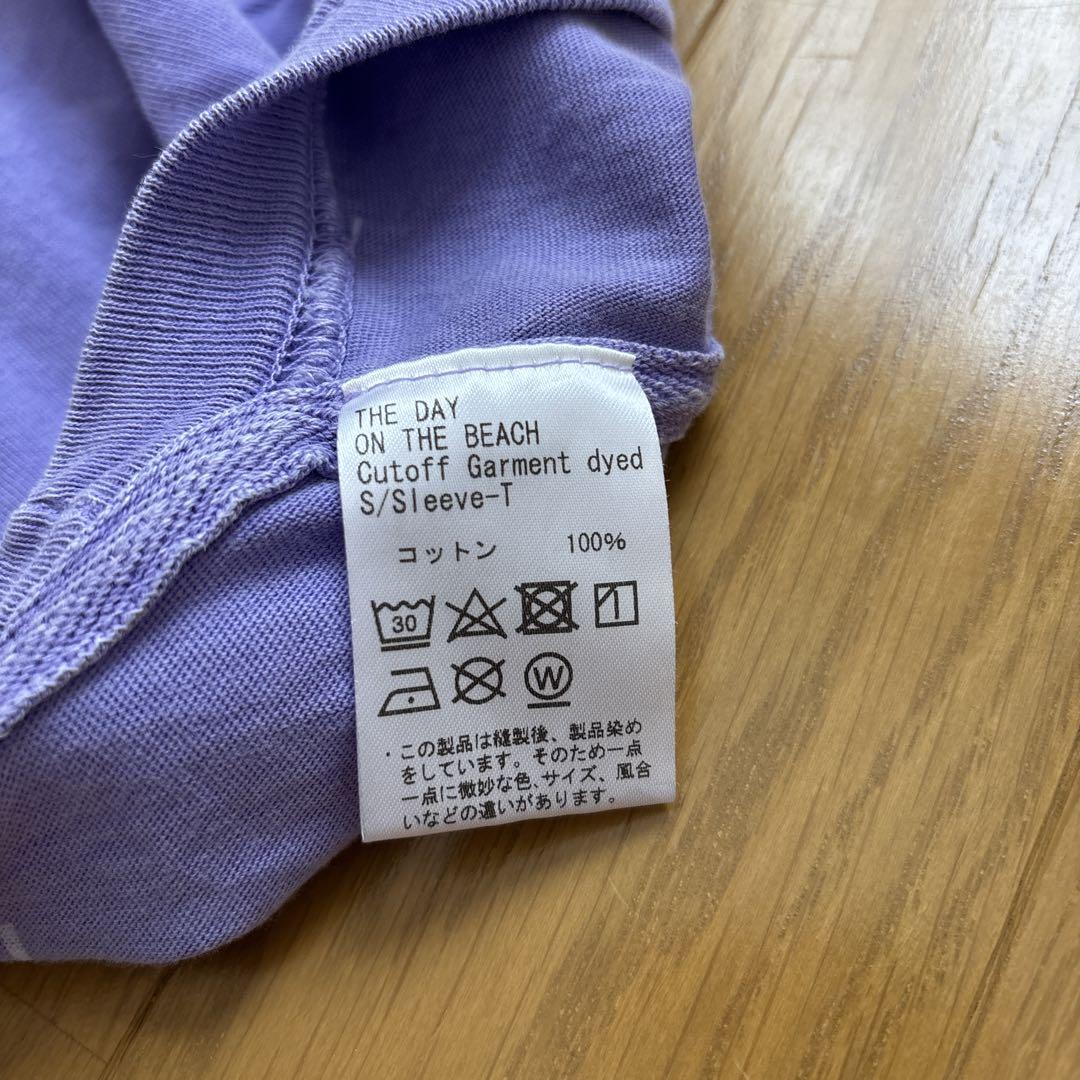 THE DAY
ON THE BEACH
Cutoff Garment dyed
S/Sleeve-T
コットン 100%
30
W
・この製品は縫製後、製品染め
をしています。そのため一点
一点に微妙な色、サイズ、風合
いなどの違いがあります。